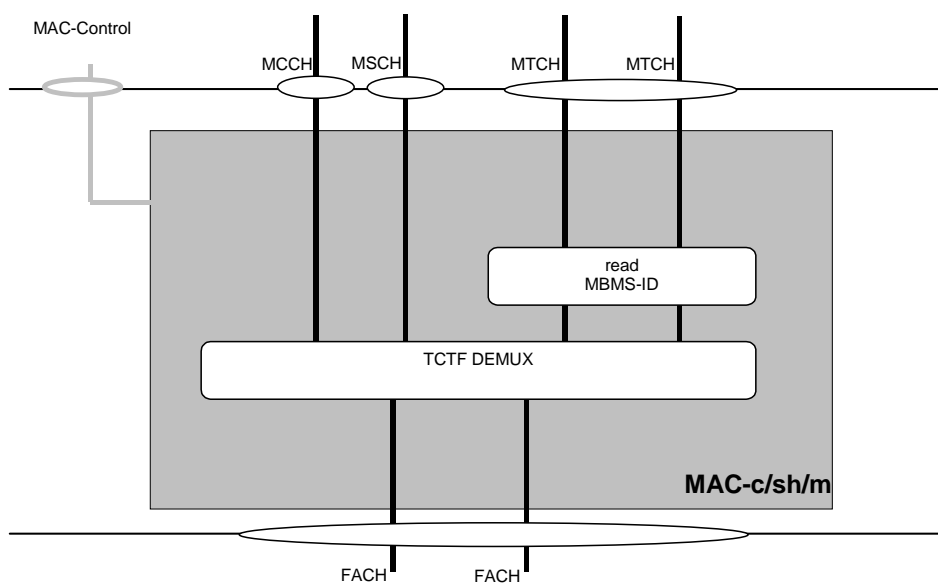 MAC-Control
MCCH
MSCH
MTCH
MTCH
read
MBMS-ID
TCTF DEMUX
MAC-c/sh/m
FACH
FACH